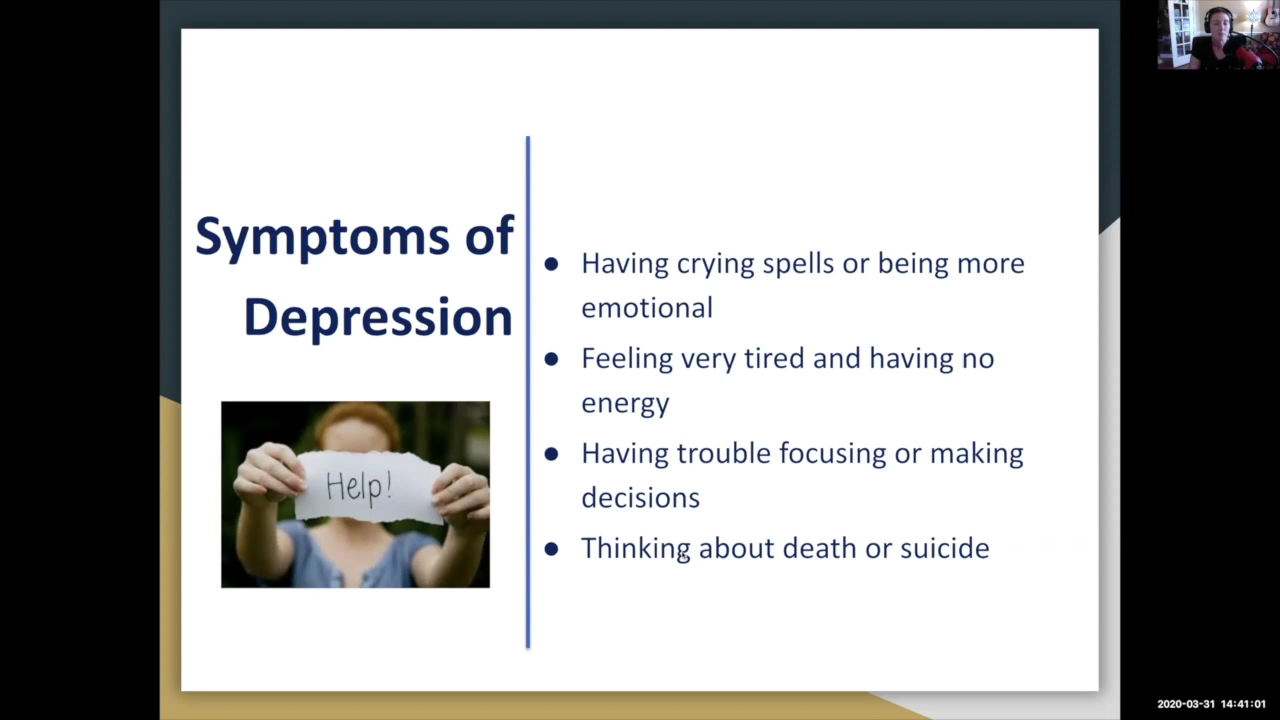 Symptoms of
Depression
Help!
● Having crying spells or being more
emotional
● Feeling very tired and having no
energy
● Having trouble focusing or making
decisions
● Thinking about death or suicide
2020-03-31 14:41:01